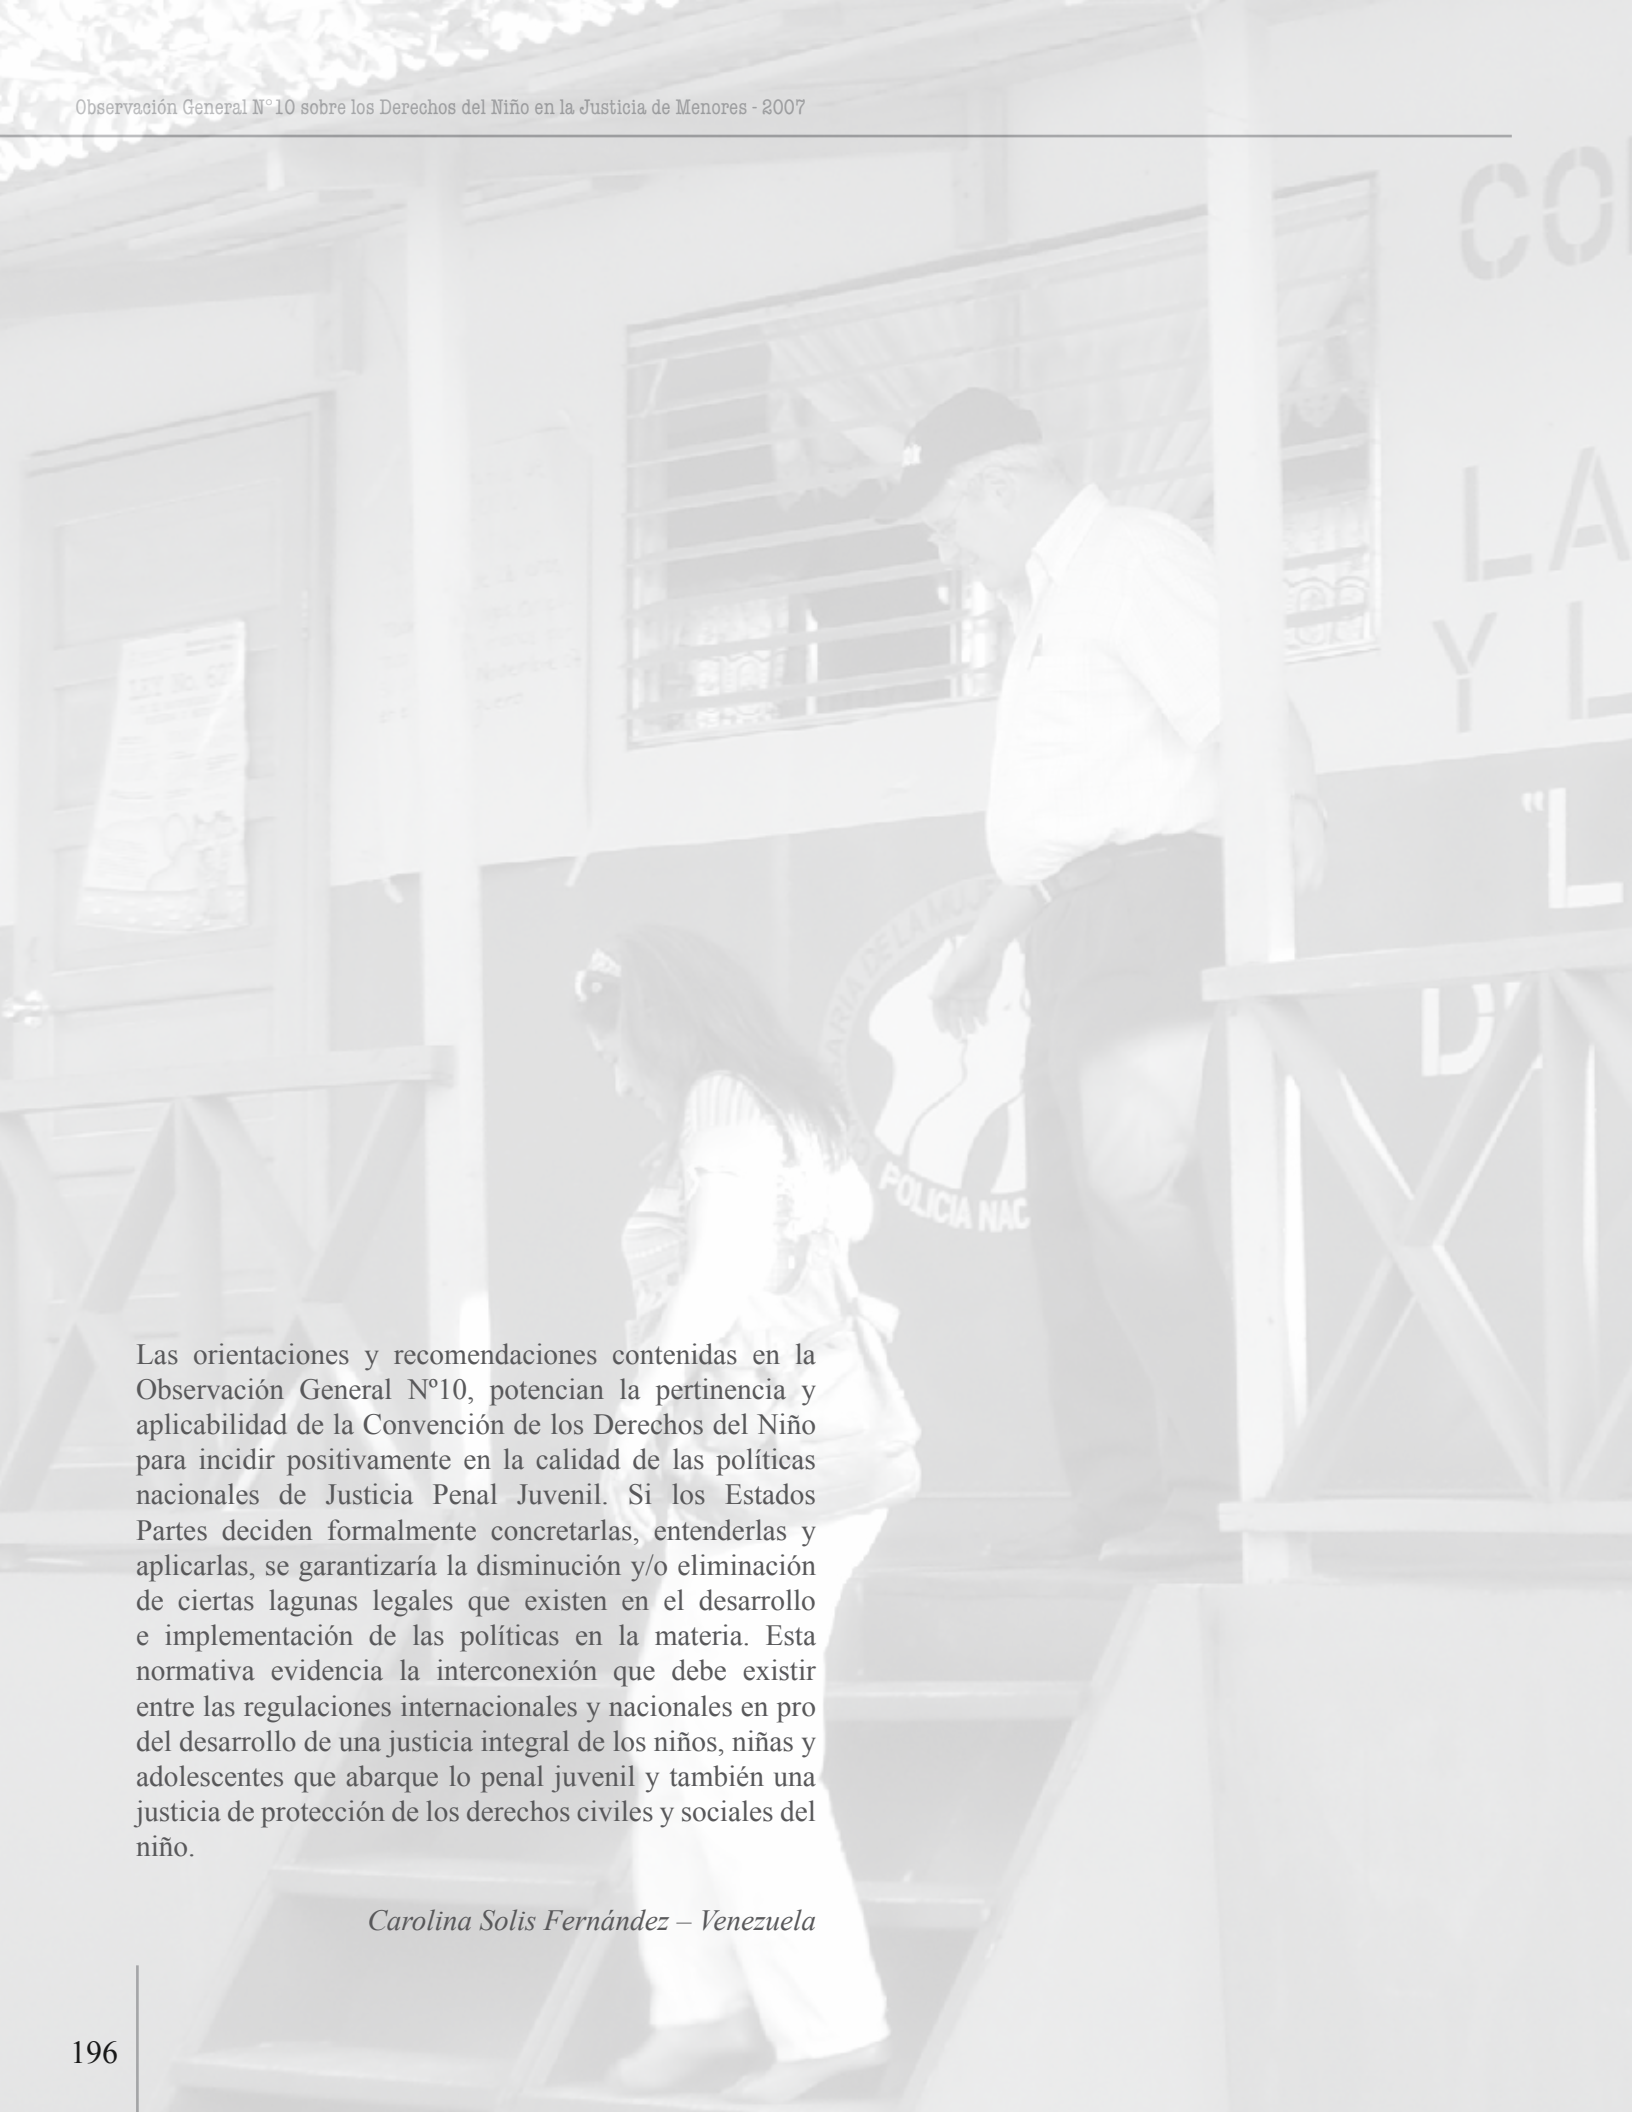 Observación General N°10 sobre los Derechos del Niño en la Justicia de Menores - 2007
CO
LA
Y L
"L
LEY No.
DE LA
POLICIA NAC
Las orientaciones y recomendaciones contenidas en la
Observación General Nº10, potencian la pertinencia y
aplicabilidad de la Convención de los Derechos del Niño
para incidir positivamente en la calidad de las políticas
nacionales de Justicia Penal Juvenil. Si los Estados
Partes deciden formalmente concretarlas, entenderlas y
aplicarlas, se garantizaría la disminución y/o eliminación
de ciertas lagunas legales que existen en el desarrollo
e implementación de las políticas en la materia. Esta
normativa evidencia la interconexión que debe existir
entre las regulaciones internacionales y nacionales en pro
del desarrollo de una justicia integral de los niños, niñas y
adolescentes que abarque lo penal juvenil y también una
justicia de protección de los derechos civiles y sociales del
niño.
Carolina Solis Fernández – Venezuela
196